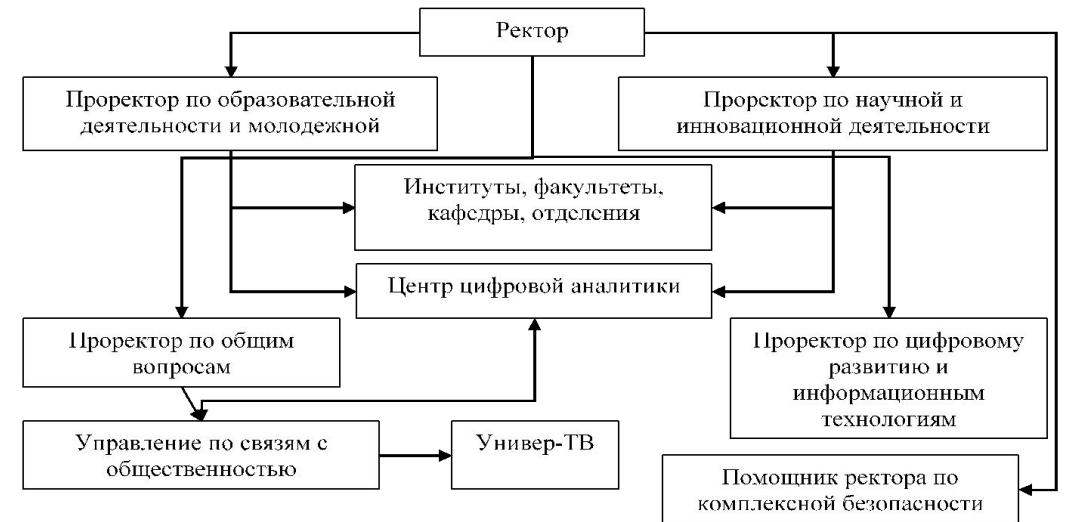 Ректор
Проректор по образовательной
деятельности и молодежной
Проректор по научной и
инновационной деятельности
Институты, факультеты,
кафедры, отделения
Центр цифровой аналитики
Проректор по общим
вопросам
Проректор по цифровому
развитию и
информационным
технологиям
Управление по связям с
общественностью
Универ-ТВ
Помощник ректора по
комплексной безопасности